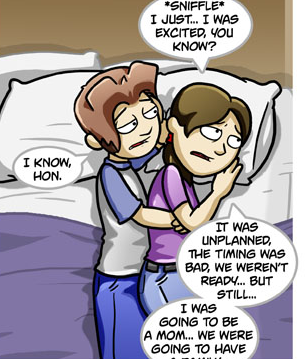 *SNIFFLE*
I JUST... I WAS
EXCITED, YOU
KNOW?
I KNOW,
HON.
IT WAS
UNPLANNED,
THE TIMING WAS
BAD, WE WEREN'T
READY... BUT
STILL...
I WAS
GOING TO BE
A MOM... WE WERE
GOING TO HAVE